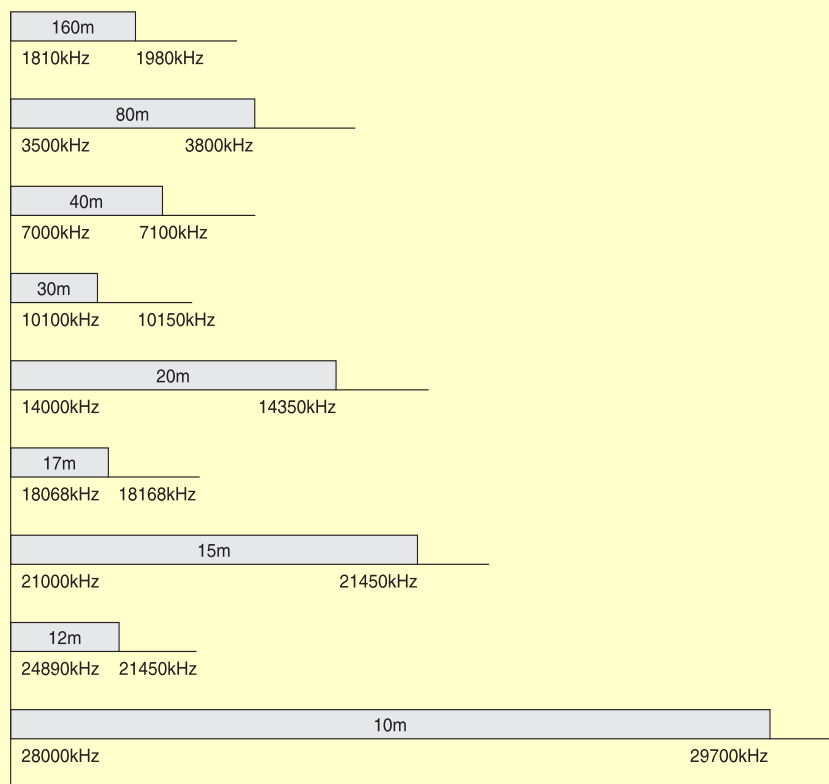 160m
1810kHz 1980kHz
80m
3500kHz 3800kHz
40m
7000kHz 7100kHz
30m
10100kHz 10150kHz
20m
14000kHz 14350kHz
17m
18068kHz 18168kHz
15m
21000kHz 21450kHz
12m
24890kHz 21450kHz
10m
28000kHz 29700kHz